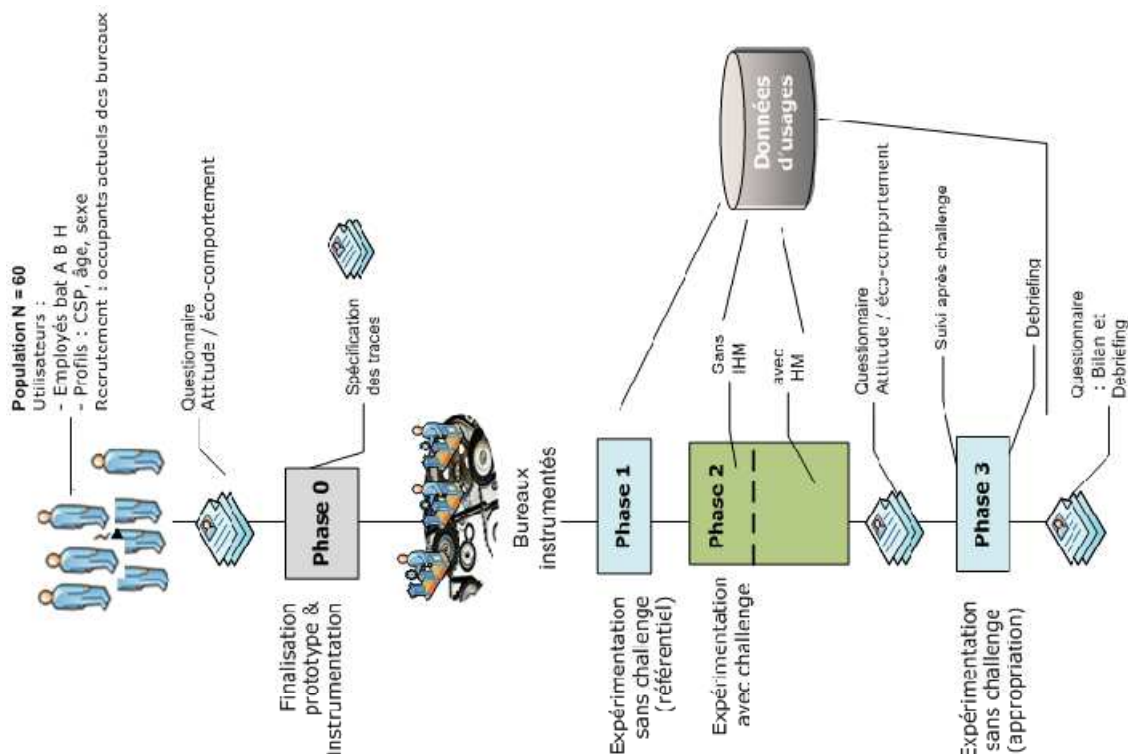 Population N = 60
Utilisateurs :
- Employés bat A B H
- Profils : CSP, âge, sexe
Recrutement : occupants actuels des bureaux
Questionnaire
Attitude / éco-comportement
Phase 0
Finalisation
prototype &
Instrumentation
Spécification
des traces
Bureaux
instrumentés
Phase 1
Expérimentation
sans challenge
(référentiel)
Données
d'usages
Phase 2
Expérimentation
avec challenge
Sans
IHM
avec
HM
Questionnaire
Attitude / éco-comportement
Phase 3
Expérimentation
sans challenge
(appropriation)
Suivi après challenge
Debriefing
Questionnaire
: Bilan et
Debriefing